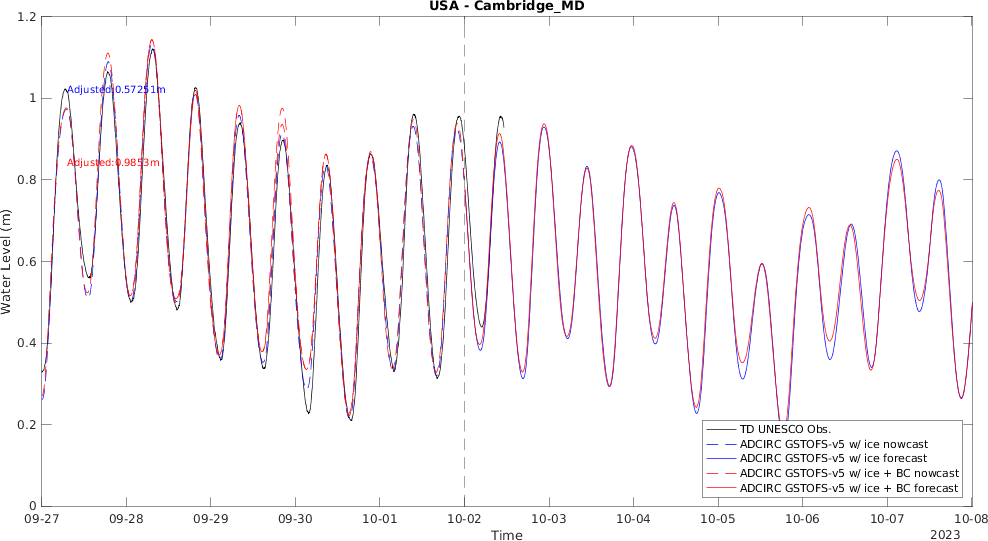 USA - Cambridge_MD
1.2
1
0.8
0.6
0.4
0.2
0
Water Level (m)
Adjusted:0.57251m
Adjusted:0.9853m
TD UNESCO Obs.
ADCIRC GSTOFS-v5 w/ ice nowcast
ADCIRC GSTOFS-v5 w/ ice forecast
ADCIRC GSTOFS-v5 w/ ice + BC nowcast
ADCIRC GSTOFS-v5 w/ ice + BC forecast
09-27 09-28 09-29 09-30 10-01 10-02 10-03 10-04 10-05 10-06 10-07 10-08
Time
2023